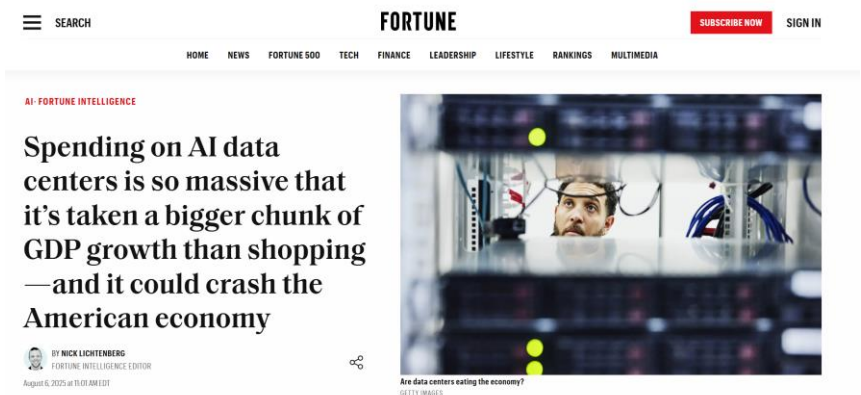 SEARCH
FORTUNE
SUBSCRIBE NOW
SIGN IN
HOME NEWS FORTUNE 500 TECH FINANCE LEADERSHIP LIFESTYLE RANKINGS MULTIMEDIA
AI· FORTUNE INTELLIGENCE
Spending on AI data
centers is so massive that
it’s taken a bigger chunk of
GDP growth than shopping
—and it could crash the
American economy
BY NICK LICHTENBERG
FORTUNE INTELLIGENCE EDITOR
August 6, 2025 at 11:01 AM EDT
Are data centers eating the economy?
GETTY IMAGES